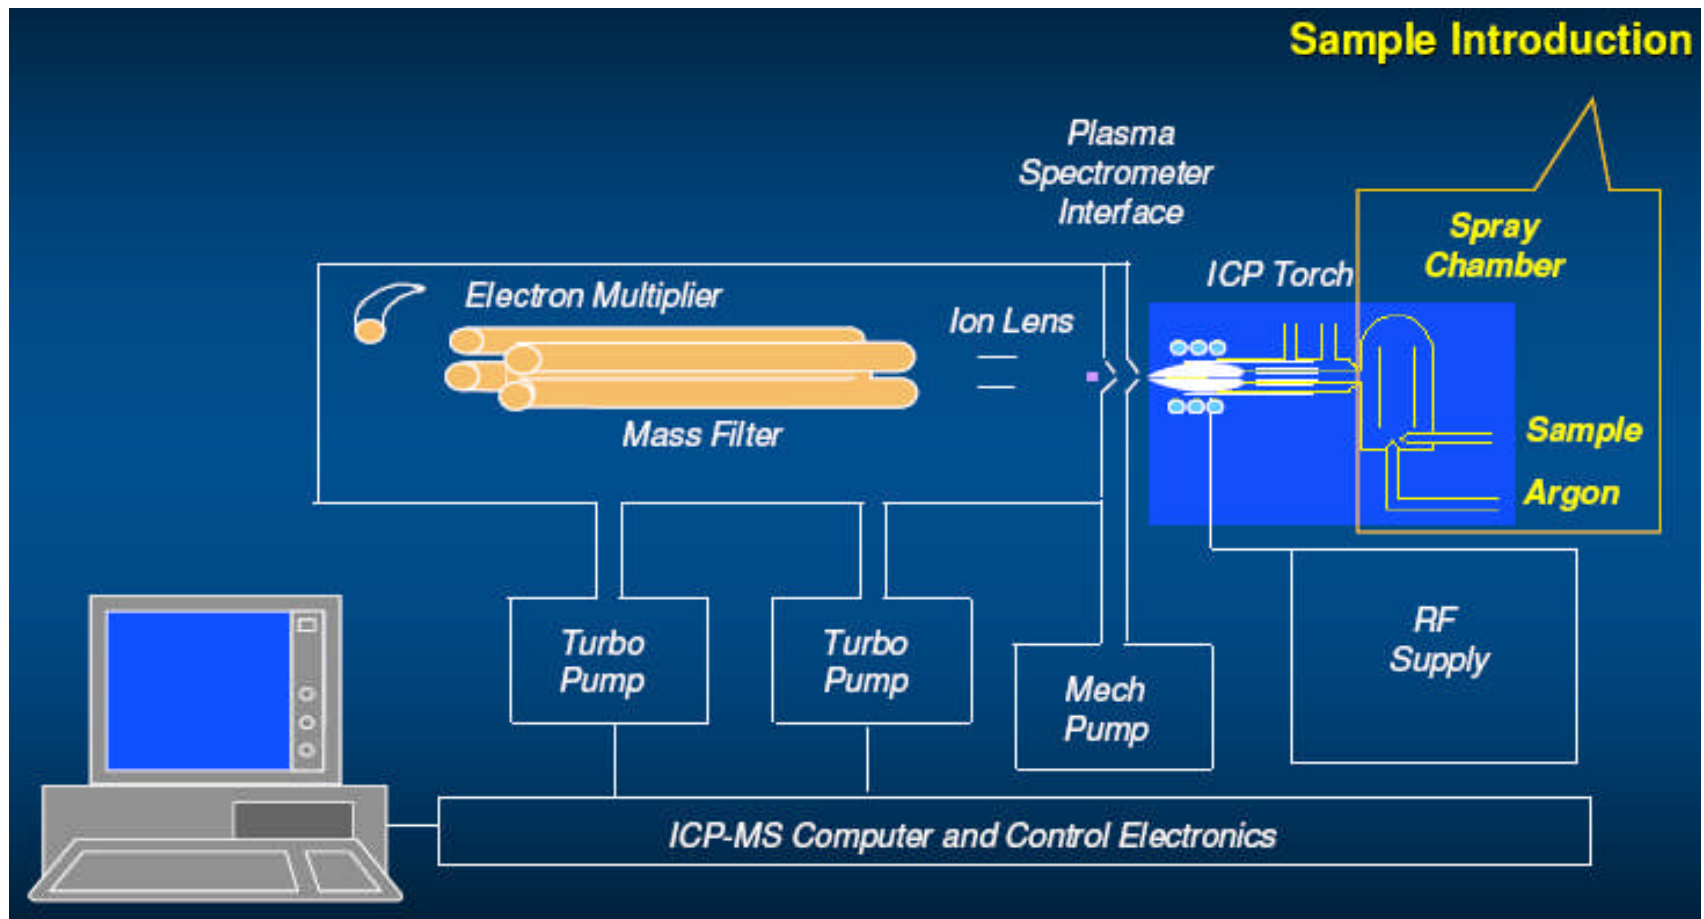 Sample Introduction
Plasma
Spectrometer
Interface
Spray
Chamber
ICP Torch
Electron Multiplier
Ion Lens
Mass Filter
Sample
Argon
Turbo
Pump
Turbo
Pump
Mech
Pump
RF
Supply
ICP-MS Computer and Control Electronics